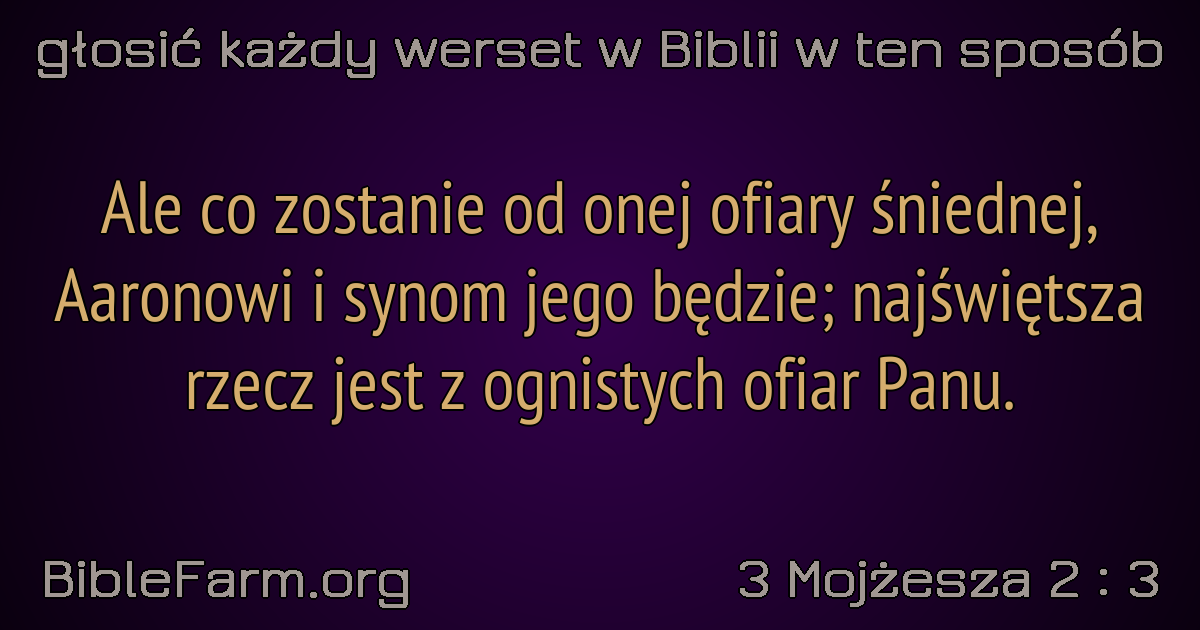 głosić każdy werset w Biblii w ten sposób
Ale co zostanie od onej ofiary śniednej,
Aaronowi i synom jego będzie; najświętsza
rzecz jest z ognistych ofiar Panu.
BibleFarm.org
3 Mojżesza 2 : 3